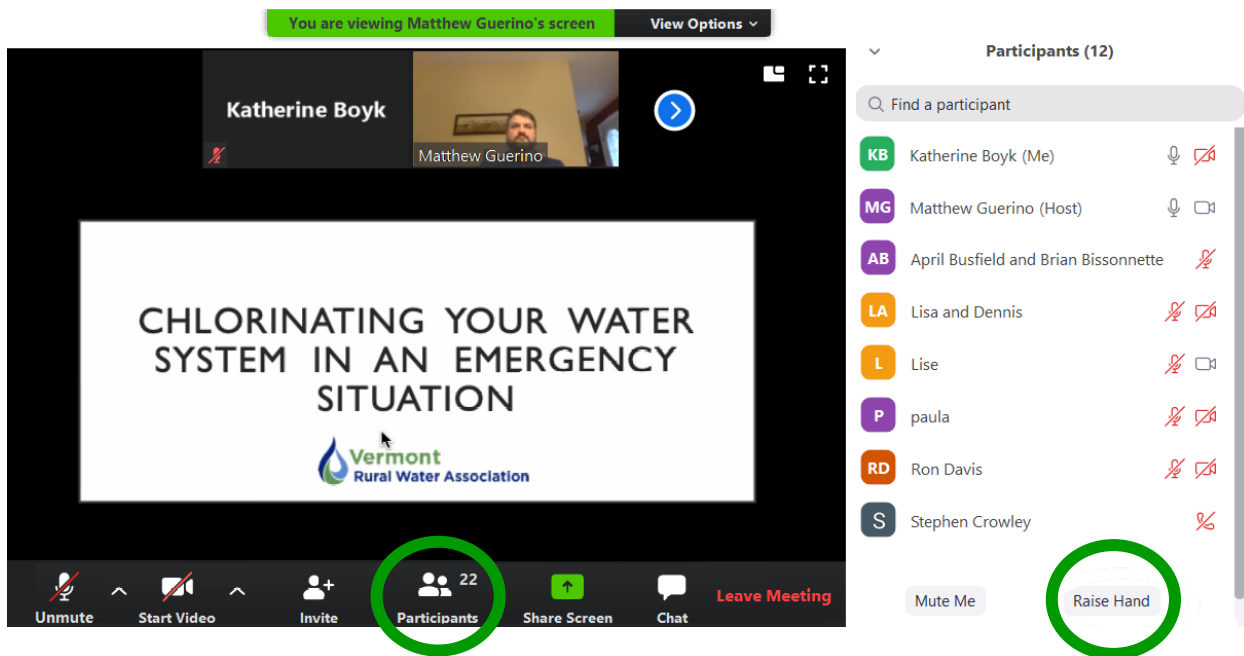 You are viewing Matthew Guerino's screen
View Options
Katherine Boyk
Matthew Guerino
CHLORINATING YOUR WATER
SYSTEM IN AN EMERGENCY
SITUATION
Vermont
Rural Water Association
Unmute
Start Video
Invite
22
Participants
Share Screen
Chat
Leave Meeting
Participants (12)
Find a participant
KB Katherine Boyk (Me)
MG Matthew Guerino (Host)
AB April Busfield and Brian Bissonnette
LA Lisa and Dennis
L Lise
P paula
RD Ron Davis
S Stephen Crowley
Mute Me
Raise Hand